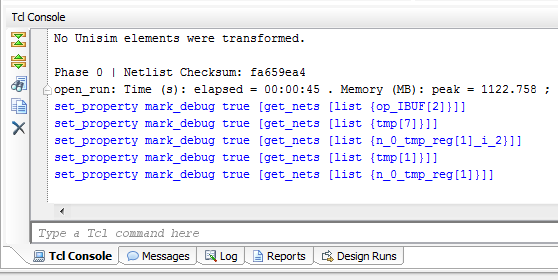 Tcl Console
No Unisim elements were transformed.
Phase 0 | Netlist Checksum: fa659ea4
open_run: Time (s): elapsed = 00:00:45 . Memory (MB): peak = 1122.758 ;
set_property mark_debug true [get_nets [list {op_IBUF[2]}]]
set_property mark_debug true [get_nets [list {tmp[7]}]]
set_property mark_debug true [get_nets [list {n_0_tmp_reg[1]_i_2}]]
set_property mark_debug true [get_nets [list {tmp[1]}]]
set_property mark_debug true [get_nets [list {n_0_tmp_reg[1]}]]
Type a Tcl command here
Tcl Console Messages Log Reports Design Runs